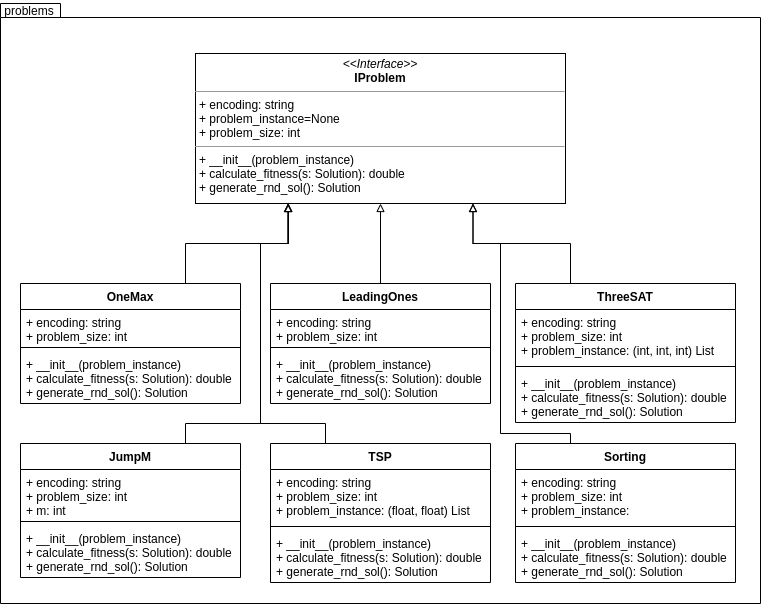 problems
<<Interface>>
IProblem
+ encoding: string
+ problem_instance=None
+ problem_size: int
+ __init__(problem_instance)
+ calculate_fitness(s: Solution): double
+ generate_rnd_sol(): Solution
OneMax
+ encoding: string
+ problem_size: int
+ __init__(problem_instance)
+ calculate_fitness(s: Solution): double
+ generate_rnd_sol(): Solution
LeadingOnes
+ encoding: string
+ problem_size: int
+ __init__(problem_instance)
+ calculate_fitness(s: Solution): double
+ generate_rnd_sol(): Solution
ThreeSAT
+ encoding: string
+ problem_size: int
+ problem_instance: (int, int, int) List
+ __init__(problem_instance)
+ calculate_fitness(s: Solution): double
+ generate_rnd_sol(): Solution
JumpM
+ encoding: string
+ problem_size: int
+ m: int
+ __init__(problem_instance)
+ calculate_fitness(s: Solution): double
+ generate_rnd_sol(): Solution
TSP
+ encoding: string
+ problem_size: int
+ problem_instance: (float, float) List
+ __init__(problem_instance)
+ calculate_fitness(s: Solution): double
+ generate_rnd_sol(): Solution
Sorting
+ encoding: string
+ problem_size: int
+ problem_instance:
+ __init__(problem_instance)
+ calculate_fitness(s: Solution): double
+ generate_rnd_sol(): Solution